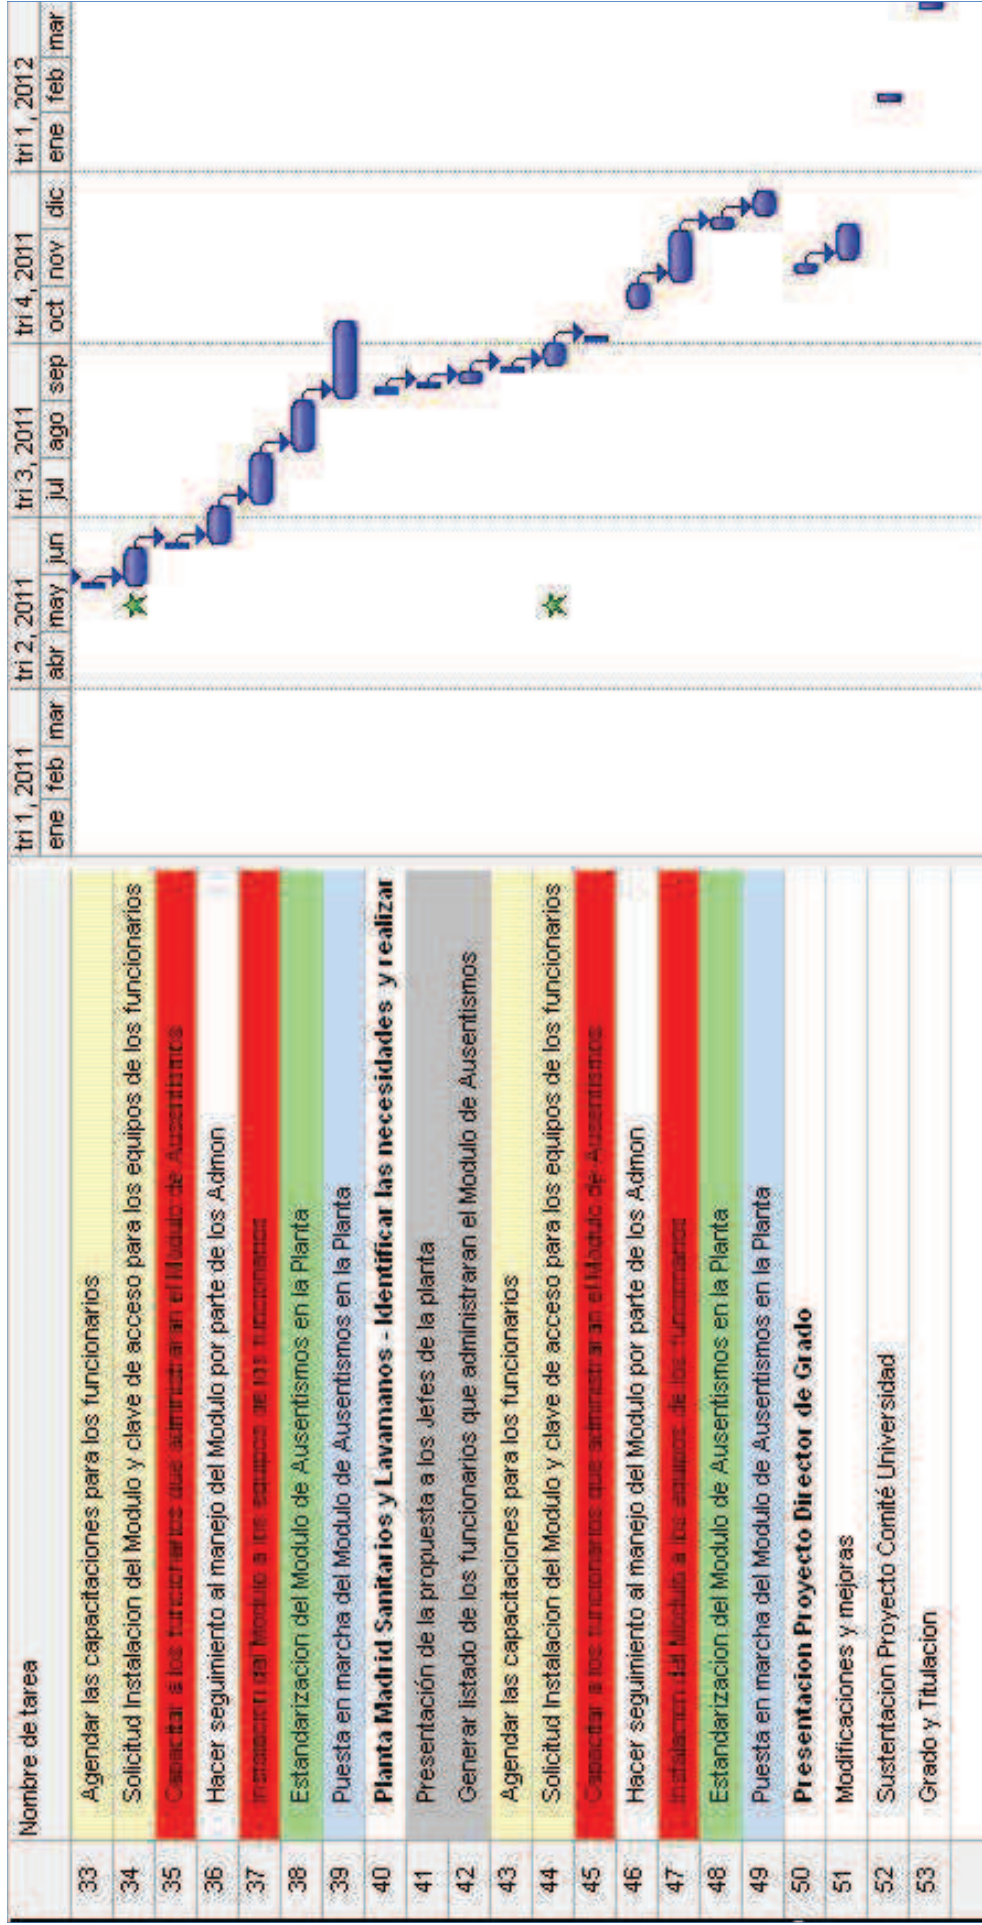 Nombre de tarea
tri 1, 2011
tri 2, 2011
tri 3, 2011
tri 4, 2011
tri 1, 2012
ene feb mar abr may jun jul ago sep oct nov dic ene feb mar
33 Agendar las capacitaciones para los funcionarios
34 Solicitud Instalacion del Modulo y clave de acceso para los equipos de los funcionarios
35 Capacitar a los funcionarios que administraran el Modulo de Ausentismos
36 Hacer seguimiento al manejo del Modulo por parte de los Admon
37 Instalacion del Modulo a los equipos de los funcionarios
38 Estandarizacion del Modulo de Ausentismos en la Planta
39 Puesta en marcha del Modulo de Ausentismos en la Planta
40 Planta Madrid Sanitarios y Lavamanos - Identificar las necesidades y realizar
41 Presentación de la propuesta a los Jefes de la planta
42 Generar listado de los funcionarios que administraran el Modulo de Ausentismos
43 Agendar las capacitaciones para los funcionarios
44 Solicitud Instalacion del Modulo y clave de acceso para los equipos de los funcionarios
45 Capacitar a los funcionarios que administraran el Modulo de Ausentismos
46 Hacer seguimiento al manejo del Modulo por parte de los Admon
47 Instalacion del Modulo a los equipos de los funcionarios
48 Estandarizacion del Modulo de Ausentismos en la Planta
49 Puesta en marcha del Modulo de Ausentismos en la Planta
50 Presentacion Proyecto Director de Grado
51 Modificaciones y mejoras
52 Sustentacion Proyecto Comité Universidad
53 Grado y Titulacion